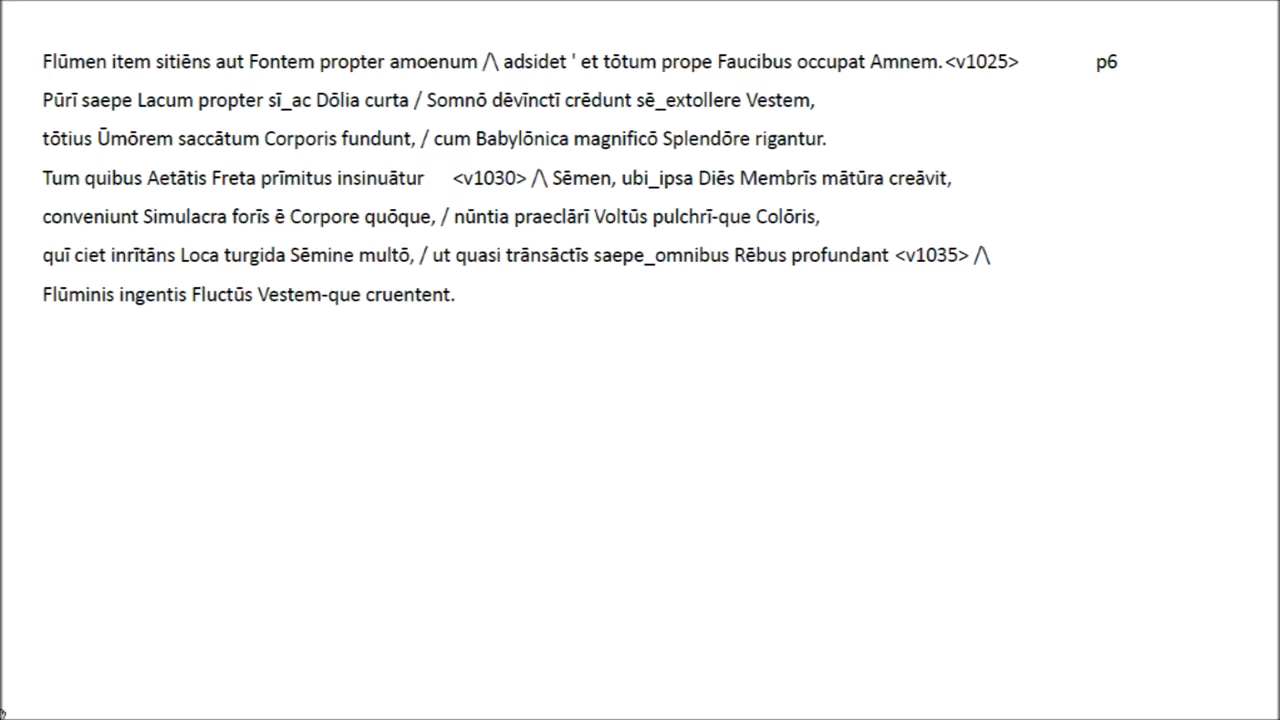 Flūmen item sitiēns aut Fontem propter amoenum /\ adsidet ' et tōtum prope Faucibus occupat Amnem.<v1025> p6
Pūrī saepe Lacum propter sī_ac Dōlia curta / Somnō dēvīnctī crēdunt sē_extollere Vestem,
tōtius Ūmōrem saccātum Corporis fundunt, / cum Babylōnica magnificō Splendōre rigantur.
Tum quibus Aetātis Freta prīmitus insinuātur <v1030> /\ Sēmen, ubi_ipsa Diēs Membrīs mātūra creāvit,
conveniunt Simulacra forīs ē Corpore quōque, / nūntia praeclārī Voltūs pulchrī-que Colōris,
quī ciet inrītāns Loca turgida Sēmine multō, / ut quasi trānsāctīs saepe_omnibus Rēbus profundant <v1035> /\
Flūminis ingentis Fluctūs Vestem-que cruentent.